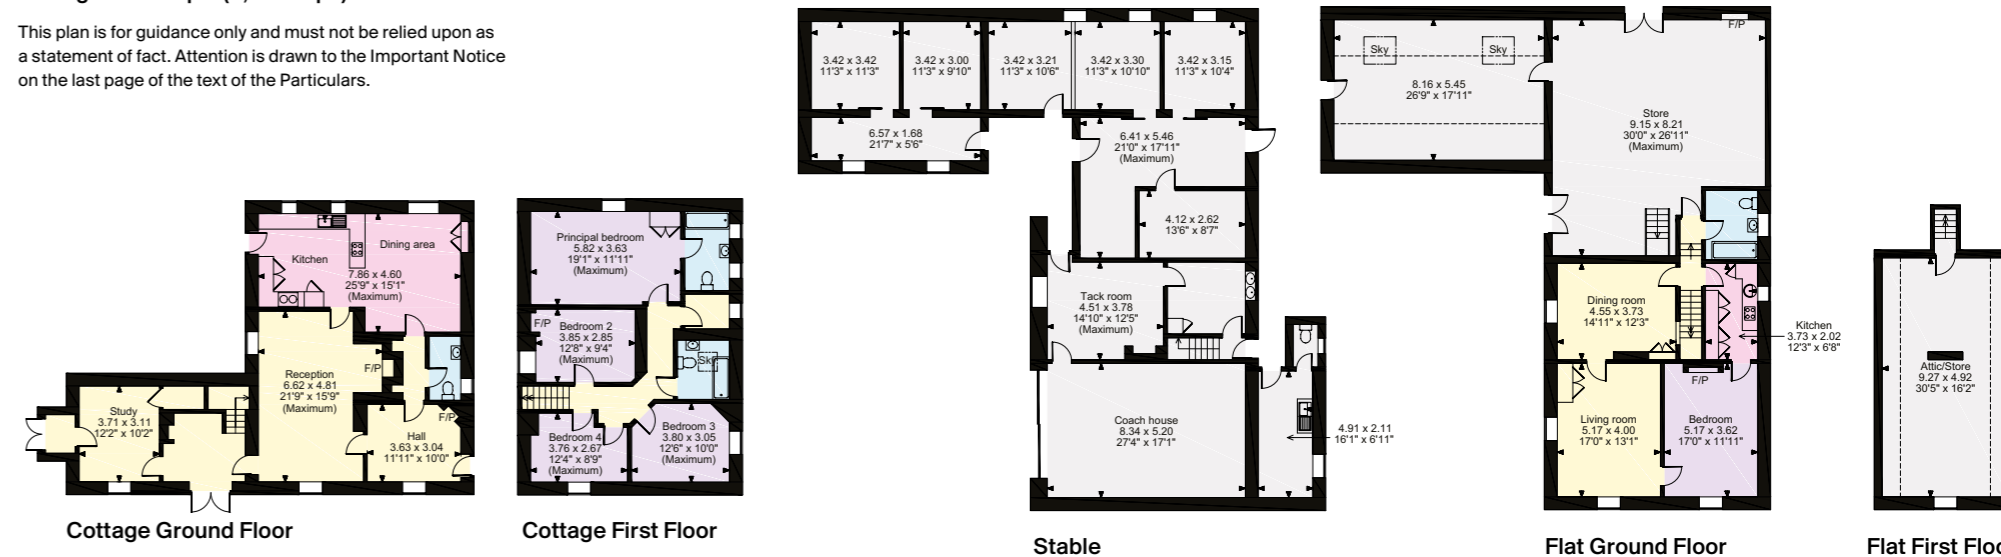 This plan is for guidance only and must not be relied upon as
a statement of fact. Attention is drawn to the Important Notice
on the last page of the text of the Particulars.
Kitchen
Dining area
7.86 x 4.60
25'9" x 15'1"
(Maximum)
Reception
6.62 x 4.81
21'9" x 15'9"
(Maximum)
F/P
Study
3.71 x 3.11
12'2" x 10'2"
Hall
3.63 x 3.04
11'11" x 10'0"
F/P
Cottage Ground Floor
Principal bedroom
5.82 x 3.63
19'1" x 11'11"
(Maximum)
F/P
Bedroom 2
3.85 x 2.85
12'8" x 9'4"
(Maximum)
Sky
Bedroom 4
3.76 x 2.67
12'4" x 8'9"
(Maximum)
Bedroom 3
3.80 x 3.05
12'6" x 10'0"
(Maximum)
Cottage First Floor
3.42 x 3.42
11'3" x 11'3"
3.42 x 3.00
11'3" x 9'10"
3.42 x 3.21
11'3" x 10'6"
3.42 x 3.30
11'3" x 10'10"
3.42 x 3.15
11'3" x 10'4"
6.57 x 1.68
21'7" x 5'6"
6.41 x 5.46
21'0" x 17'11"
(Maximum)
4.12 x 2.62
13'6" x 8'7"
Tack room
4.51 x 3.78
14'10" x 12'5"
(Maximum)
Coach house
8.34 x 5.20
27'4" x 17'1"
4.91 x 2.11
16'1" x 6'11"
Stable
Sky
Sky
8.16 x 5.45
26'9" x 17'11"
F/P
Store
9.15 x 8.21
30'0" x 26'11"
(Maximum)
Dining room
4.55 x 3.73
14'11" x 12'3"
Kitchen
3.73 x 2.02
12'3" x 6'8"
Living room
5.17 x 4.00
17'0" x 13'1"
F/P
Bedroom
5.17 x 3.62
17'0" x 11'11"
Flat Ground Floor
Attic/Store
9.27 x 4.92
30'5" x 16'2"
Flat First Floo